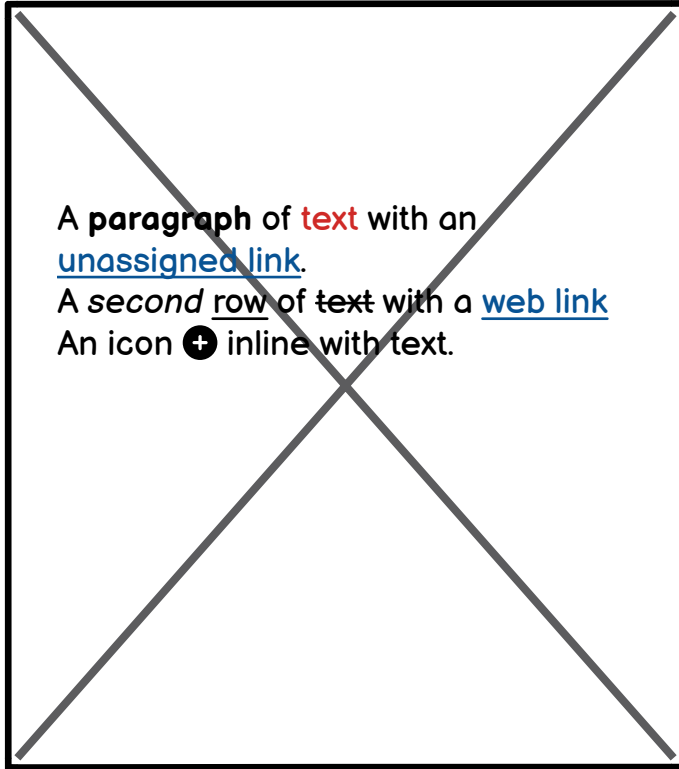 A paragraph of text with an
unassigned link.
A second row of text with a web link
An icon + inline with text.